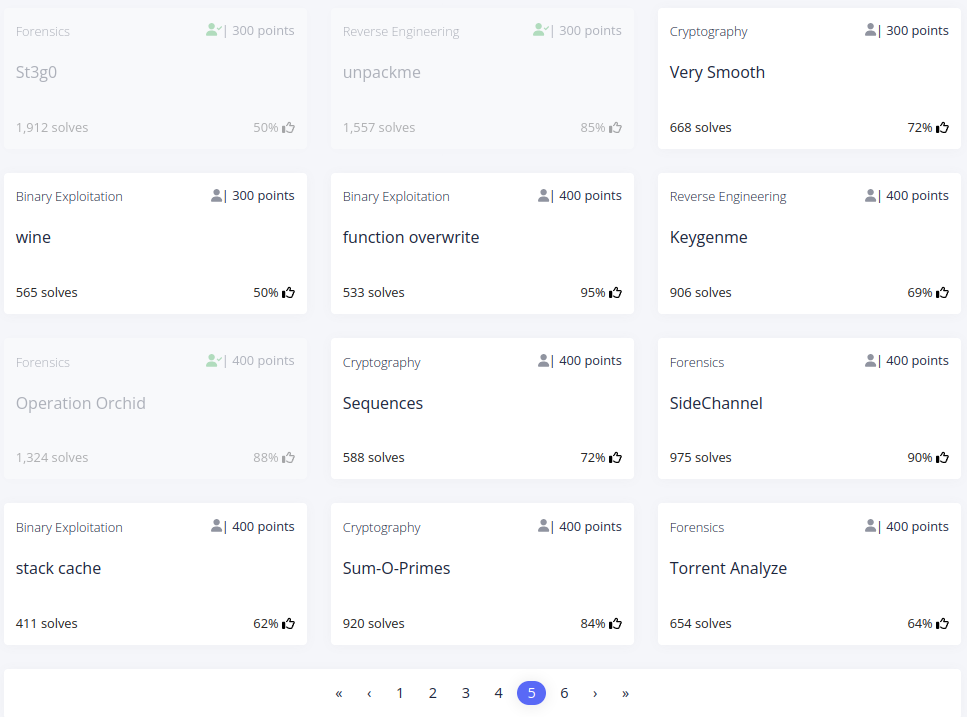 Forensics | 300 points
St3g0
1,912 solves 50%
Reverse Engineering | 300 points
unpackme
1,557 solves 85%
Cryptography | 300 points
Very Smooth
668 solves 72%
Binary Exploitation | 300 points
wine
565 solves 50%
Binary Exploitation | 400 points
function overwrite
533 solves 95%
Reverse Engineering | 400 points
Keygenme
906 solves 69%
Forensics | 400 points
Operation Orchid
1,324 solves 88%
Cryptography | 400 points
Sequences
588 solves 72%
Forensics | 400 points
SideChannel
975 solves 90%
Binary Exploitation | 400 points
stack cache
411 solves 62%
Cryptography | 400 points
Sum-O-Primes
920 solves 84%
Forensics | 400 points
Torrent Analyze
654 solves 64%
« ‹ 1 2 3 4 5 6 › »